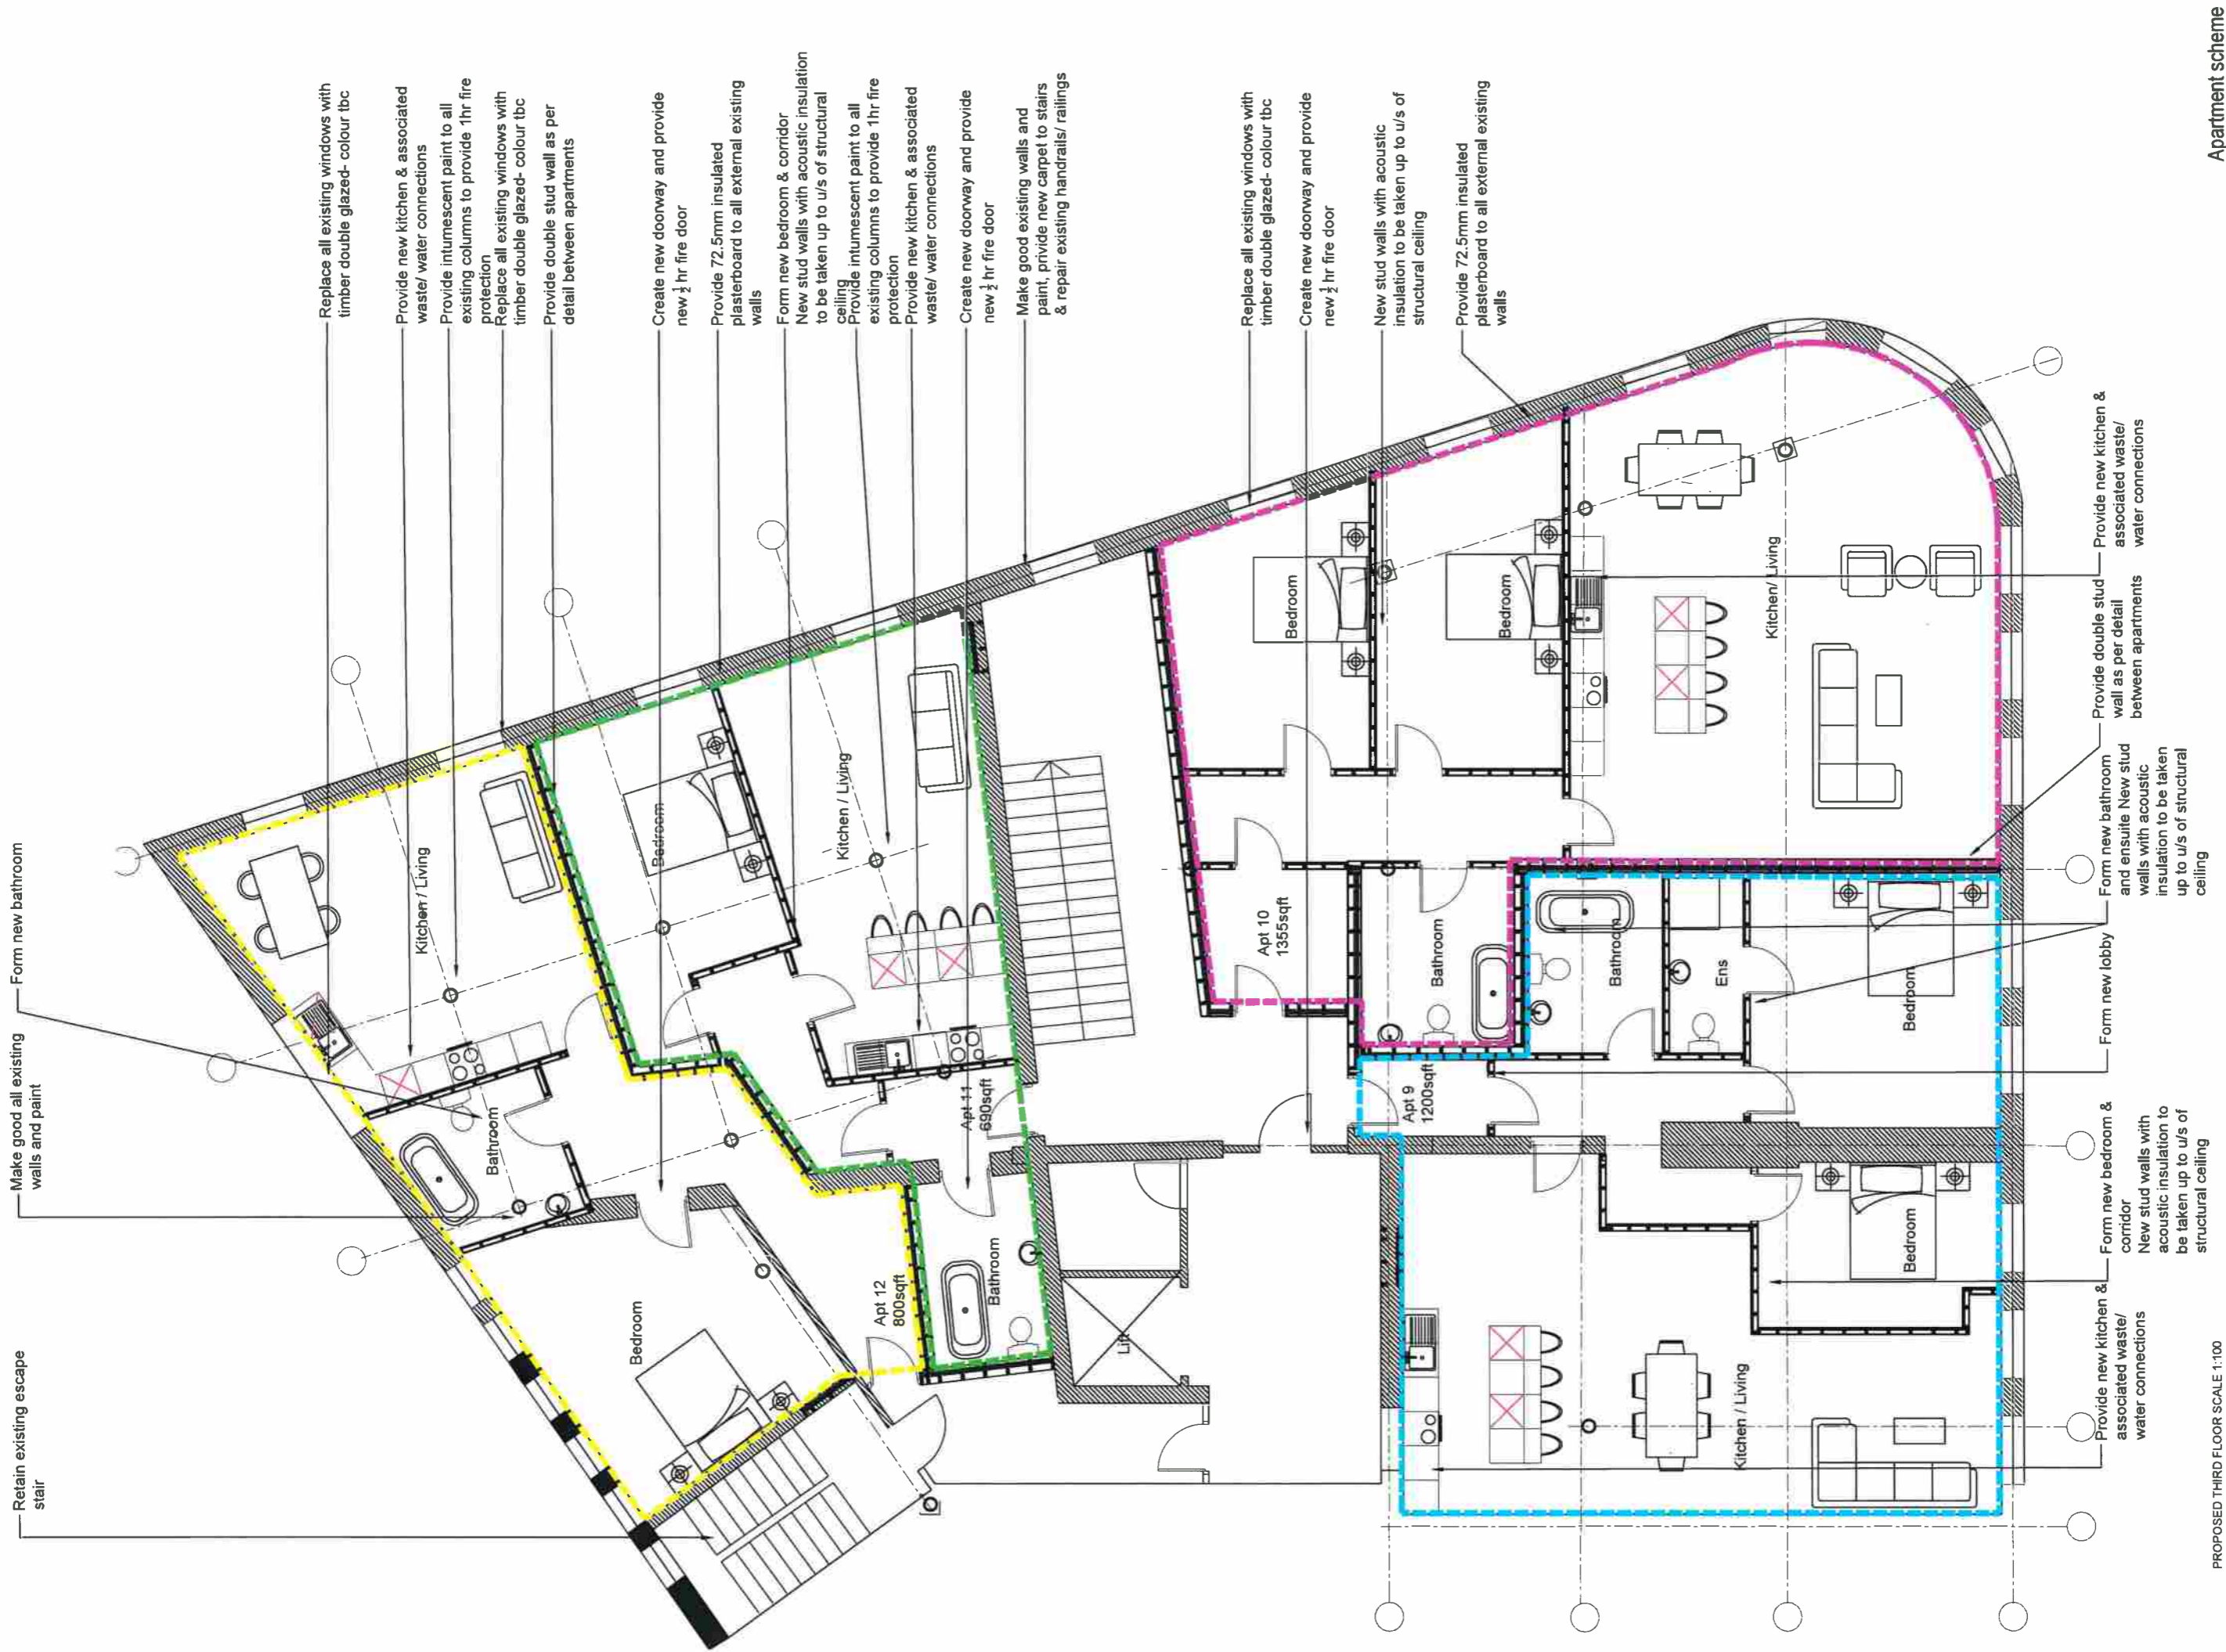 Retain existing escape
stair
Make good all existing
walls and paint
Form new bathroom
Replace all existing windows with
timber double glazed- colour tbc
Provide new kitchen & associated
waste/ water connections
Provide intumescent paint to all
existing columns to provide 1hr fire
protection
Replace all existing windows with
timber double glazed- colour tbc
Provide double stud wall as per
detail between apartments
Create new doorway and provide
new ½ hr fire door
Provide 72.5mm insulated
plasterboard to all external existing
walls
Form new bedroom & corridor
New stud walls with acoustic insulation
to be taken up to u/s of structural
ceiling
Provide intumescent paint to all
existing columns to provide 1hr fire
protection
Provide new kitchen & associated
waste/ water connections
Create new doorway and provide
new ½ hr fire door
Make good existing walls and
paint, privide new carpet to stairs
& repair existing handrails/ railings
Replace all existing windows with
timber double glazed- colour tbc
Create new doorway and provide
new ½ hr fire door
New stud walls with acoustic
insulation to be taken up to u/s of
structural ceiling
Provide 72.5mm insulated
plasterboard to all external existing
walls
Kitchen / Living
Bathroom
Bedroom
Apt 12
800sqft
Bedroom
Kitchen / Living
Apt 11
690sqft
Bathroom
Lift
Bedroom
Bedroom
Kitchen/ Living
Apt 10
1355sqft
Bathroom
Bathroom
Ens
Bedroom
Apt 9
1200sqft
Bedroom
Kitchen / Living
Provide new kitchen &
associated waste/
water connections
Form new bedroom &
corridor
New stud walls with
acoustic insulation to
be taken up to u/s of
structural ceiling
Form new lobby
Form new bathroom
and ensuite New stud
walls with acoustic
insulation to be taken
up to u/s of structural
ceiling
Provide double stud
wall as per detail
between apartments
Provide new kitchen &
associated waste/
water connections
PROPOSED THIRD FLOOR SCALE 1:100
Apartment scheme